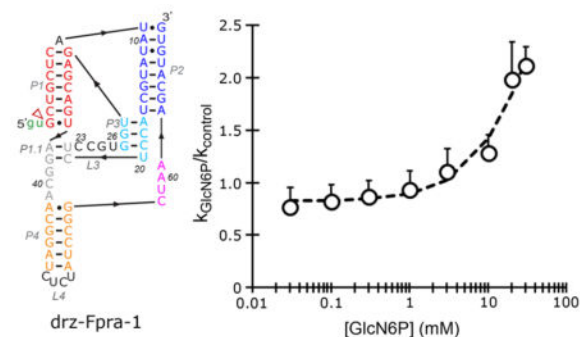 3'
A
10
U A U A U G C U
G U G U A C G A
P2
P1
C U C G U C G
G A G C A G U
5'gu
P3
U G G
A C C U
P1.1
23
C C G U
26
L3
20
40
60
A A U C
P4
L4
drz-Fpra-1
kGlcN6P/kcontrol
2.5
2.0
1.5
1.0
0.5
0
0.01
0.1
1
10
100
[GlcN6P] (mM)